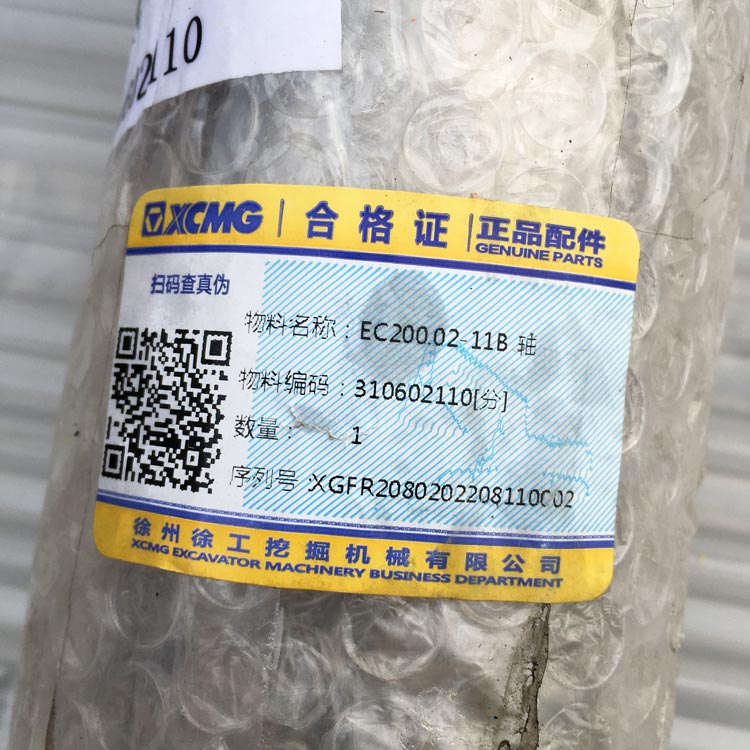 10
XCMG 合格证 正品配件
GENUINE PARTS
扫码查真伪
物料名称：EC200.02-11B 轴
物料编码：310602110[分]
数量： 1
序列号 XGFR2080202208110002
徐州徐工挖掘机械有限公司
XCMG EXCAVATOR MACHINERY BUSINESS DEPARTMENT